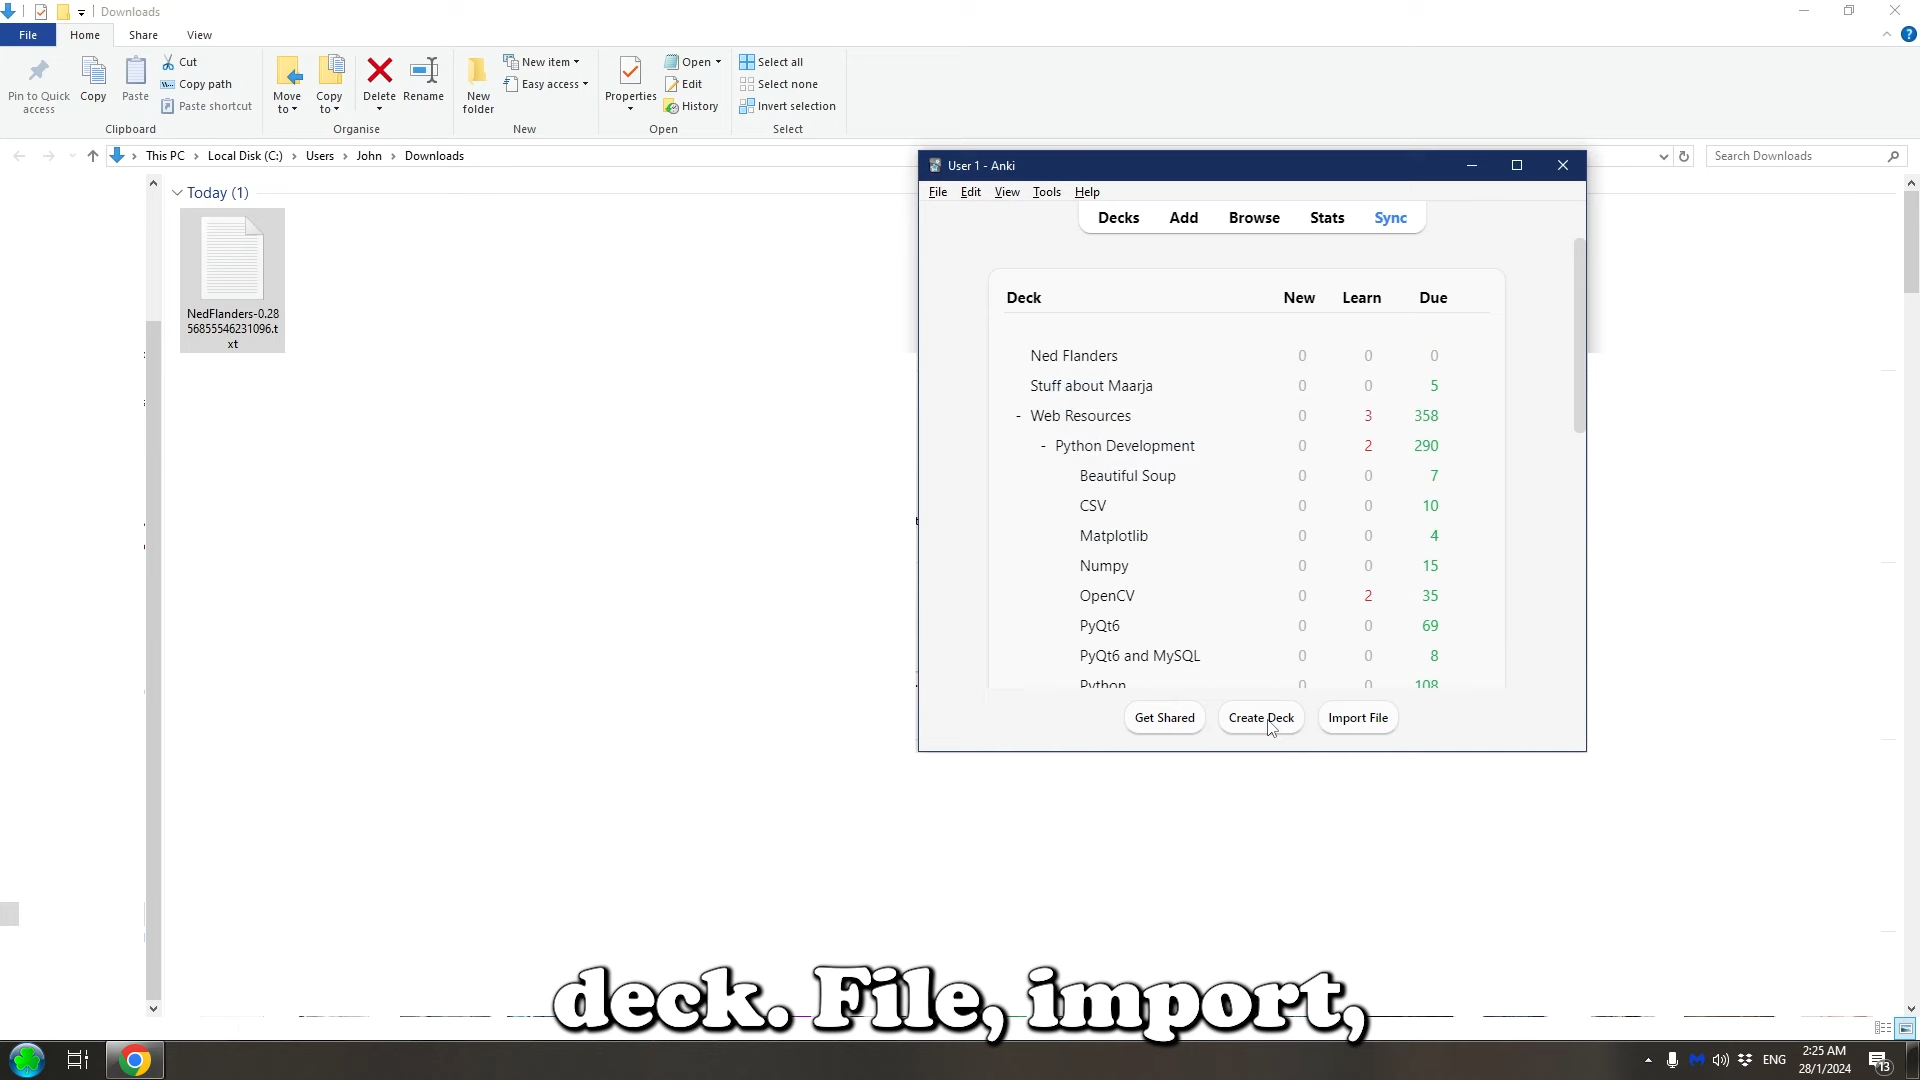 Downloads
File Home Share View
Pin to Quick access
Copy
Paste
Cut
Copy path
Paste shortcut
Clipboard
Move to
Copy to
Delete
Rename
Organise
New folder
New item
Easy access
New
Properties
Open
Edit
History
Open
Select all
Select none
Invert selection
Select
This PC > Local Disk (C:) > Users > John > Downloads
Search Downloads
Today (1)
NedFlanders-0.28
56855546231096.t
xt
User 1 - Anki
File Edit View Tools Help
Decks Add Browse Stats Sync
Deck New Learn Due
Ned Flanders 0 0 0
Stuff about Maarja 0 0 5
- Web Resources 0 3 358
- Python Development 0 2 290
Beautiful Soup 0 0 7
CSV 0 0 10
Matplotlib 0 0 4
Numpy 0 0 15
OpenCV 0 2 35
PyQt6 0 0 69
PyQt6 and MySQL 0 0 8
Python 0 0 108
Get Shared Create Deck Import File
deck. File, import,
ENG
2:25 AM
28/1/2024
13